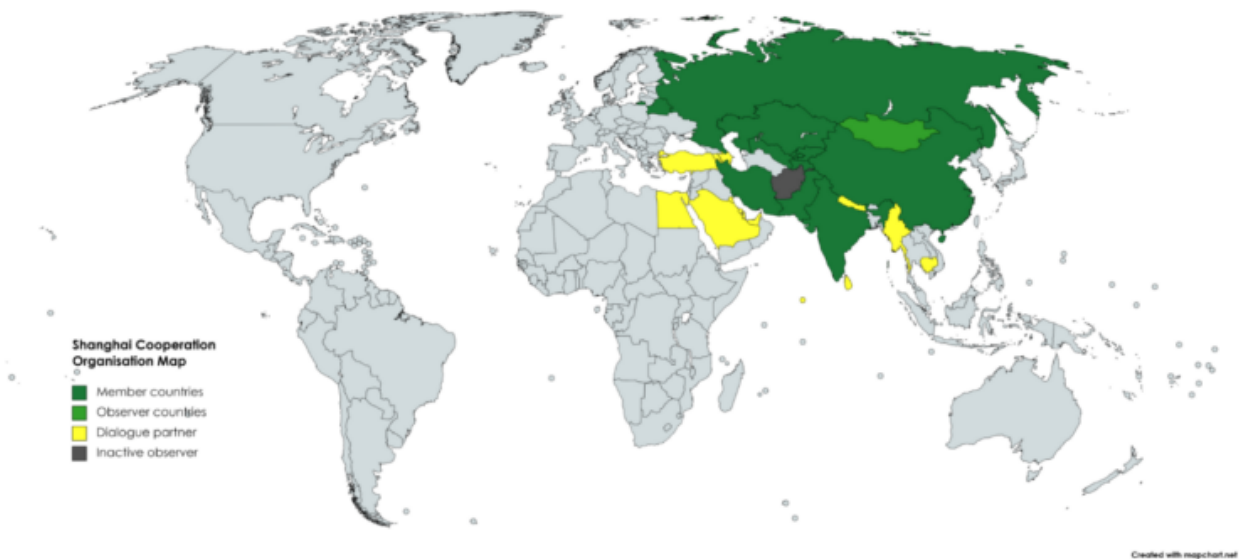 Shanghai Cooperation
Organisation Map
Member countries
Observer countries
Dialogue partner
Inactive observer
Created with mapchart.net